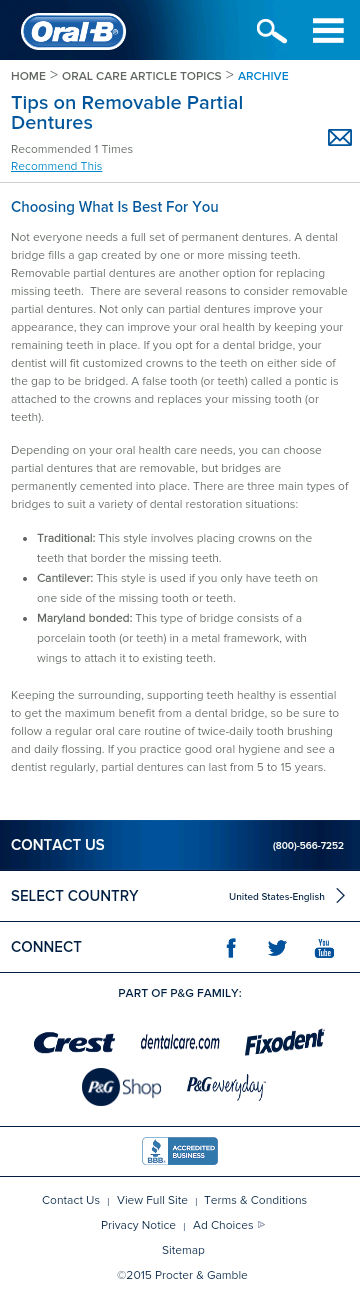 Oral-B
HOME > ORAL CARE ARTICLE TOPICS > ARCHIVE
Tips on Removable Partial
Dentures
Recommended 1 Times
Recommend This
Choosing What Is Best For You
Not everyone needs a full set of permanent dentures. A dental
bridge fills a gap created by one or more missing teeth.
Removable partial dentures are another option for replacing
missing teeth.  There are several reasons to consider removable
partial dentures. Not only can partial dentures improve your
appearance, they can improve your oral health by keeping your
remaining teeth in place. If you opt for a dental bridge, your
dentist will fit customized crowns to the teeth on either side of
the gap to be bridged. A false tooth (or teeth) called a pontic is
attached to the crowns and replaces your missing tooth (or
teeth).
Depending on your oral health care needs, you can choose
partial dentures that are removable, but bridges are
permanently cemented into place. There are three main types of
bridges to suit a variety of dental restoration situations:
• Traditional: This style involves placing crowns on the
teeth that border the missing teeth.
• Cantilever: This style is used if you only have teeth on
one side of the missing tooth or teeth.
• Maryland bonded: This type of bridge consists of a
porcelain tooth (or teeth) in a metal framework, with
wings to attach it to existing teeth.
Keeping the surrounding, supporting teeth healthy is essential
to get the maximum benefit from a dental bridge, so be sure to
follow a regular oral care routine of twice-daily tooth brushing
and daily flossing. If you practice good oral hygiene and see a
dentist regularly, partial dentures can last from 5 to 15 years.
CONTACT US (800)-566-7252
SELECT COUNTRY United States-English
CONNECT You Tube
PART OF P&G FAMILY:
Crest dentalcare.com Fixodent
P&G Shop P&G everyday
BBB ACCREDITED BUSINESS
Contact Us | View Full Site | Terms & Conditions
Privacy Notice | Ad Choices
Sitemap
©2015 Procter & Gamble